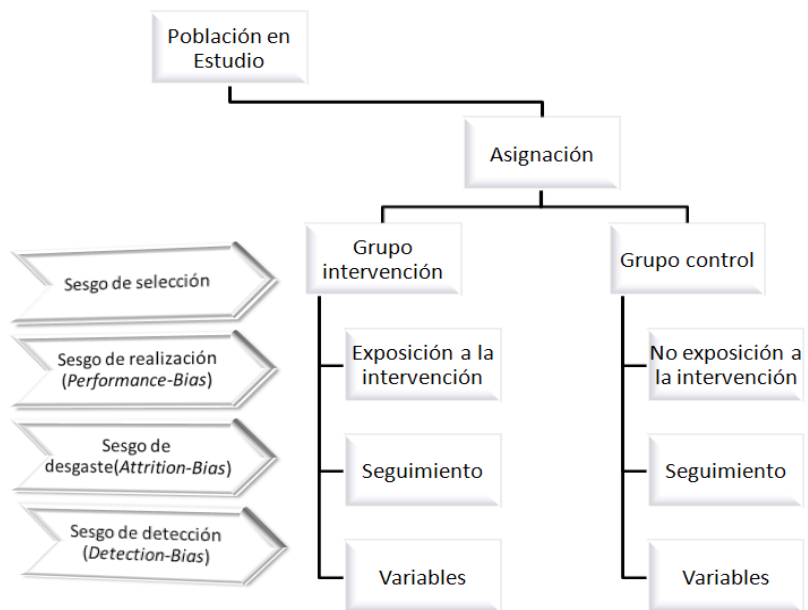 Población en
Estudio
Asignación
Grupo
intervención
Grupo control
Sesgo de selección
Sesgo de realización
(Performance-Bias)
Exposición a la
intervención
No exposición a
la intervención
Sesgo de
desgaste(Attrition-Bias)
Seguimiento
Seguimiento
Sesgo de detección
(Detection-Bias)
Variables
Variables